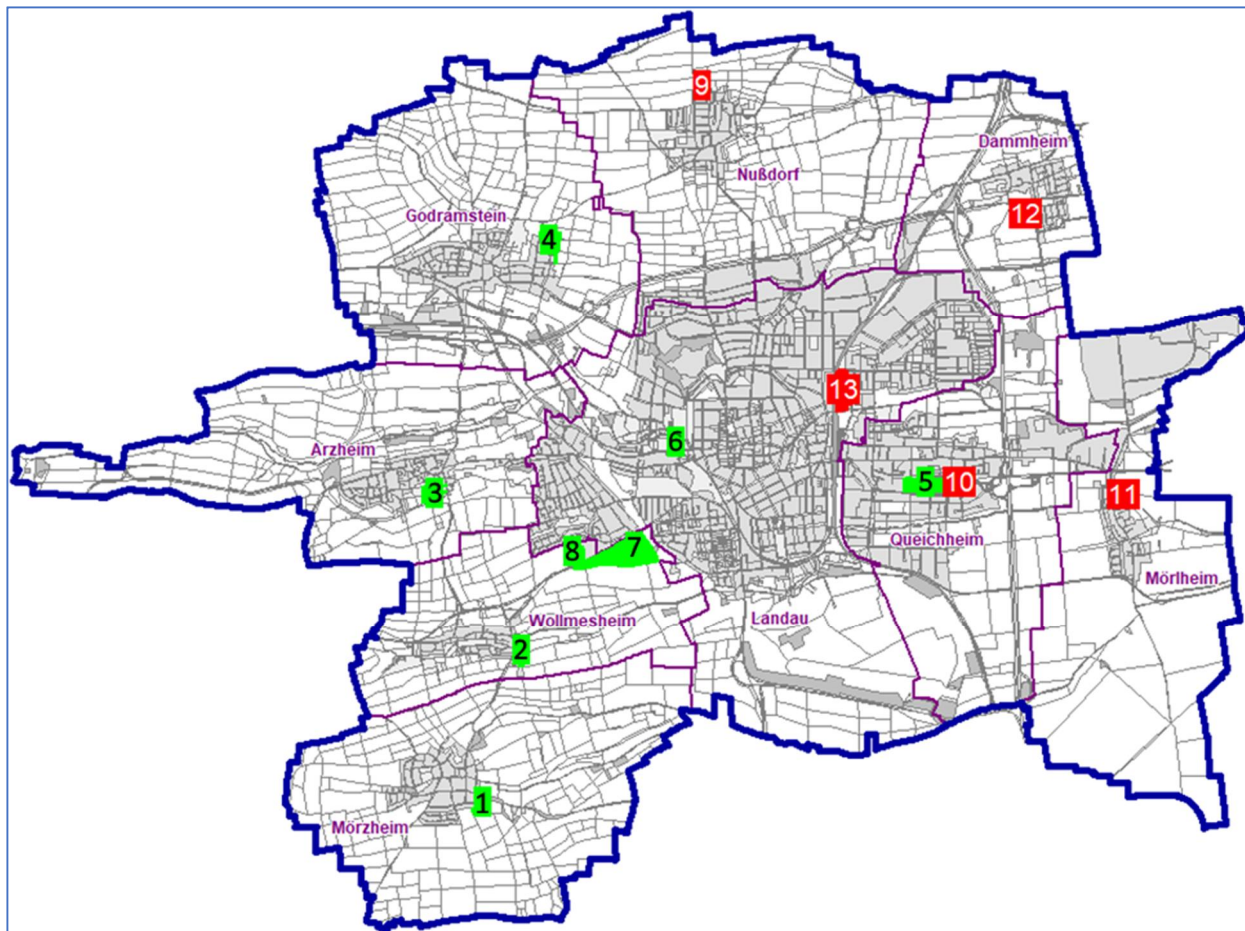 9
Dammheim
Nußdorf
12
Godramstein
4
13
6
Arzheim
3
5
10
11
Queichheim
8
7
Mörlheim
Wollmesheim
Landau
2
1
Mörzheim